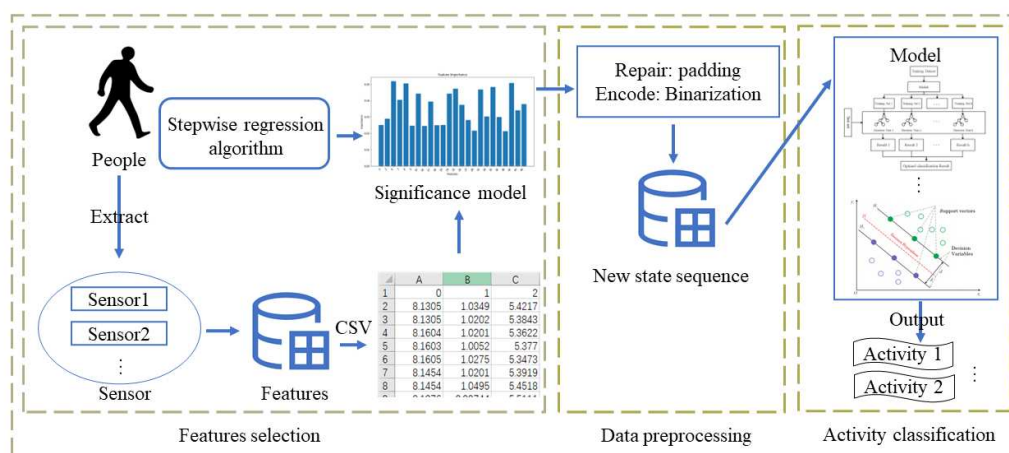 People
Extract
Sensor1
Sensor2
Sensor
Stepwise regression
algorithm
Significance model
Features
CSV
A B C
1 0 1 2
2 8.1305 1.0349 5.4217
3 8.1305 1.0202 5.3843
4 8.1604 1.0201 5.3622
5 8.1603 1.0052 5.377
6 8.1605 1.0275 5.3473
7 8.1454 1.0201 5.3919
8 8.1454 1.0495 5.4518
Features selection
Repair: padding
Encode: Binarization
New state sequence
Data preprocessing
Model
Support vectors
Decision
Variables
Output
Activity 1
Activity 2
Activity classification